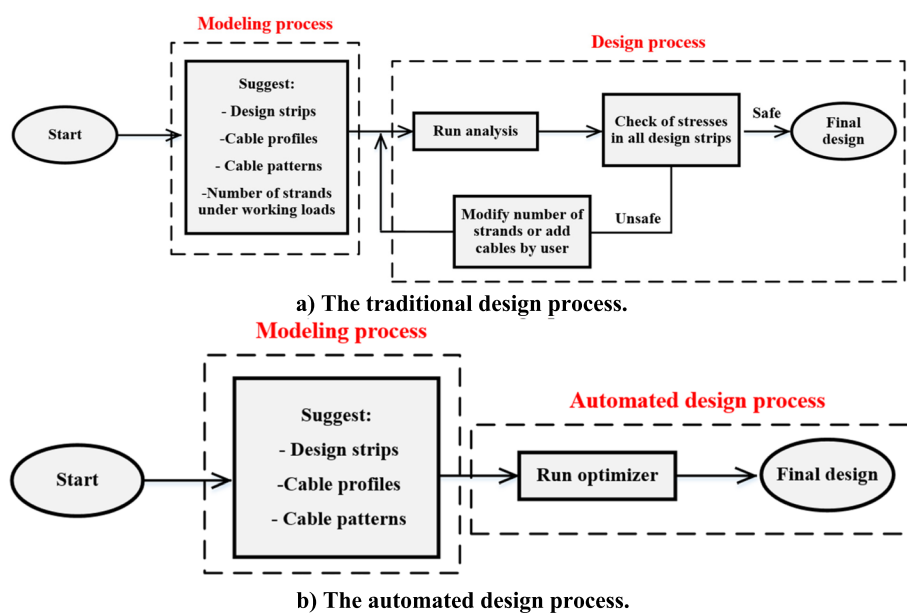 Modeling process
Design process
Start
Suggest:
- Design strips
-Cable profiles
- Cable patterns
-Number of strands
under working loads
Run analysis
Check of stresses
in all design strips
Safe
Final
design
Modify number of
strands or add
cables by user
Unsafe
a) The traditional design process.
Modeling process
Automated design process
Start
Suggest:
- Design strips
-Cable profiles
- Cable patterns
Run optimizer
Final design
b) The automated design process.